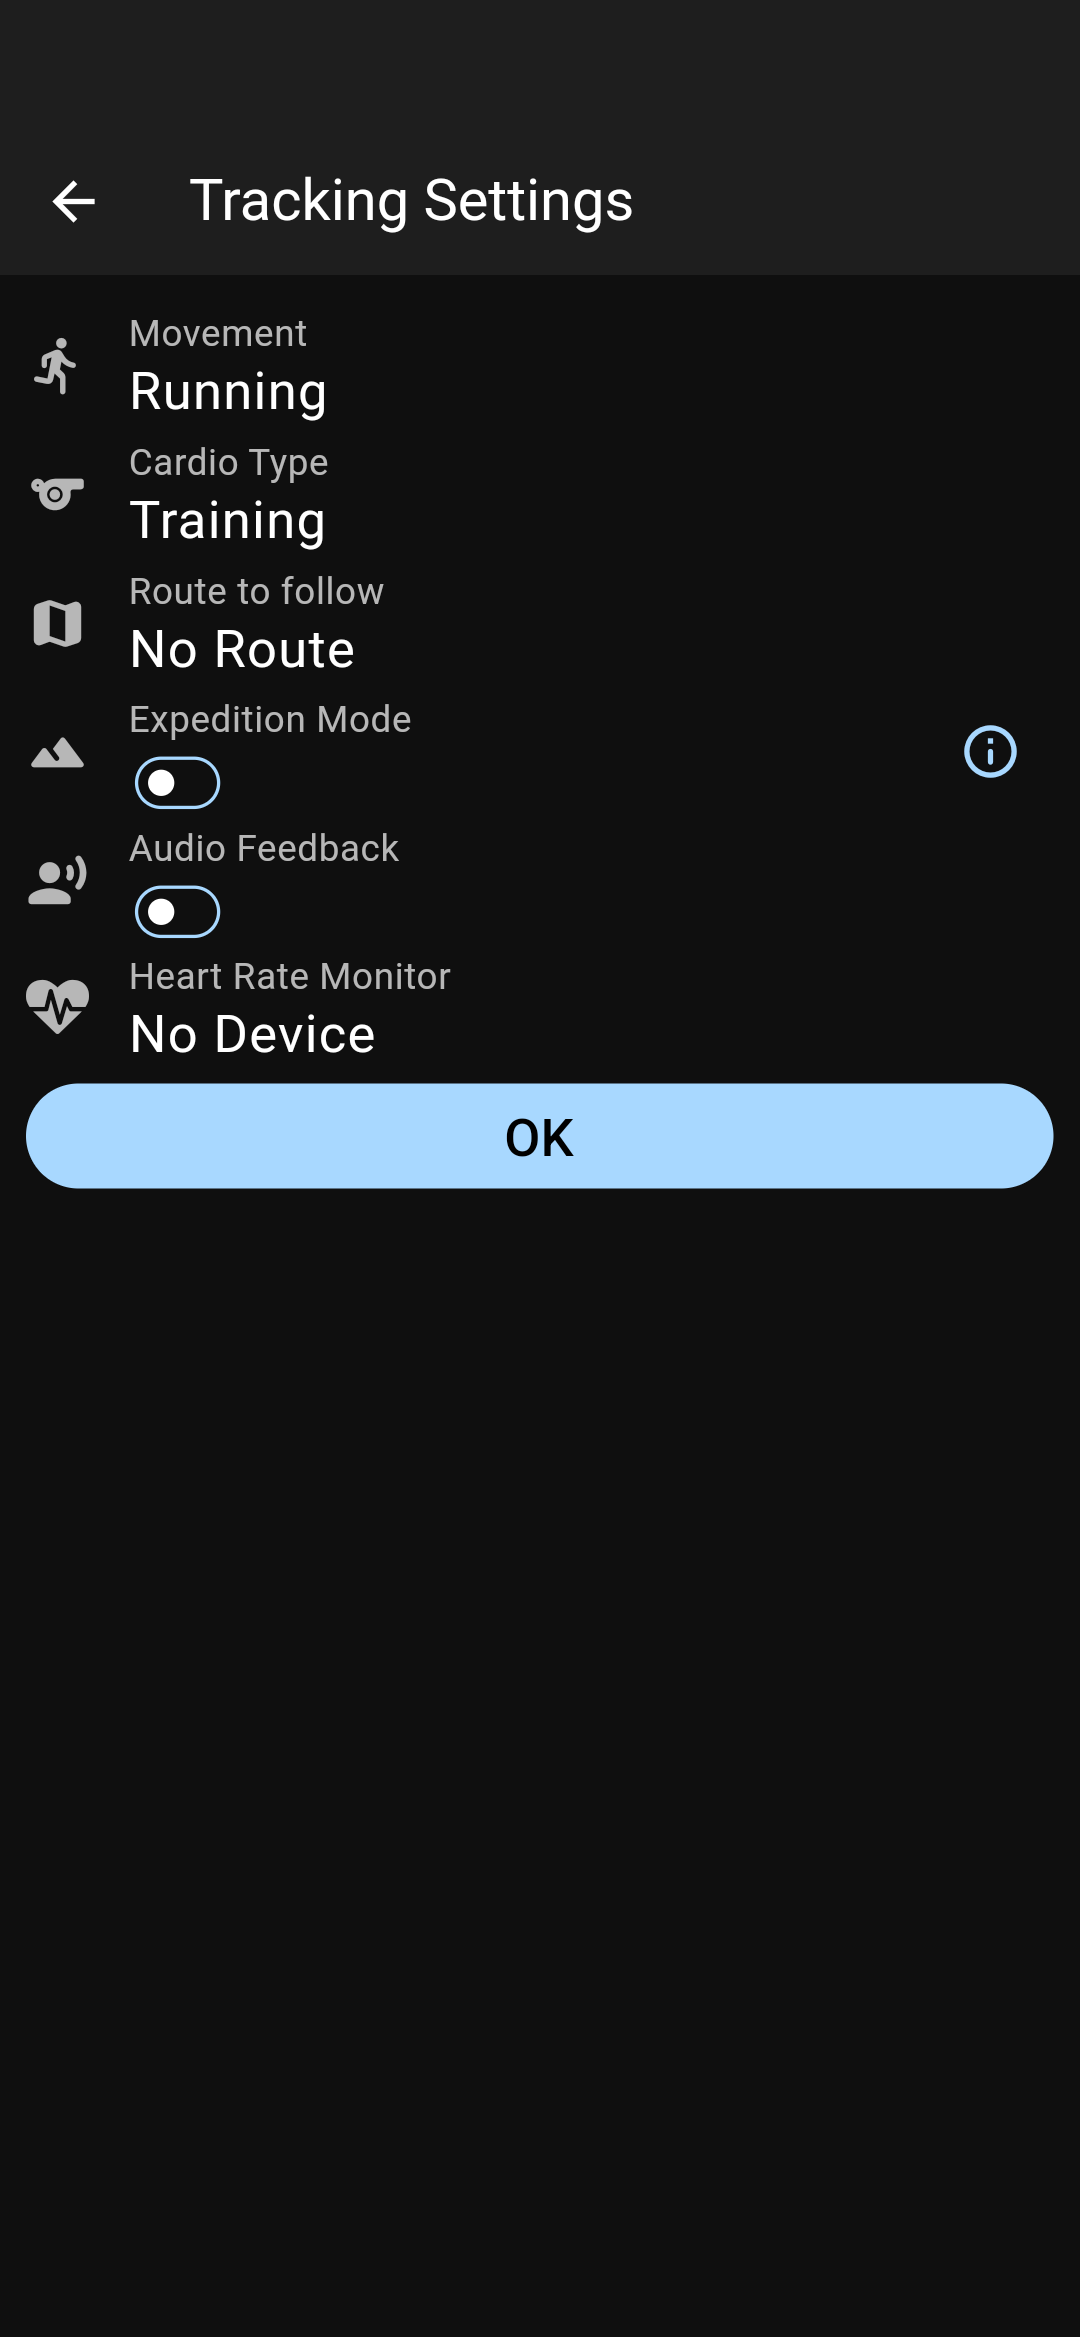 Tracking Settings
Movement
Running
Cardio Type
Training
Route to follow
No Route
Expedition Mode
Audio Feedback
Heart Rate Monitor
No Device
OK